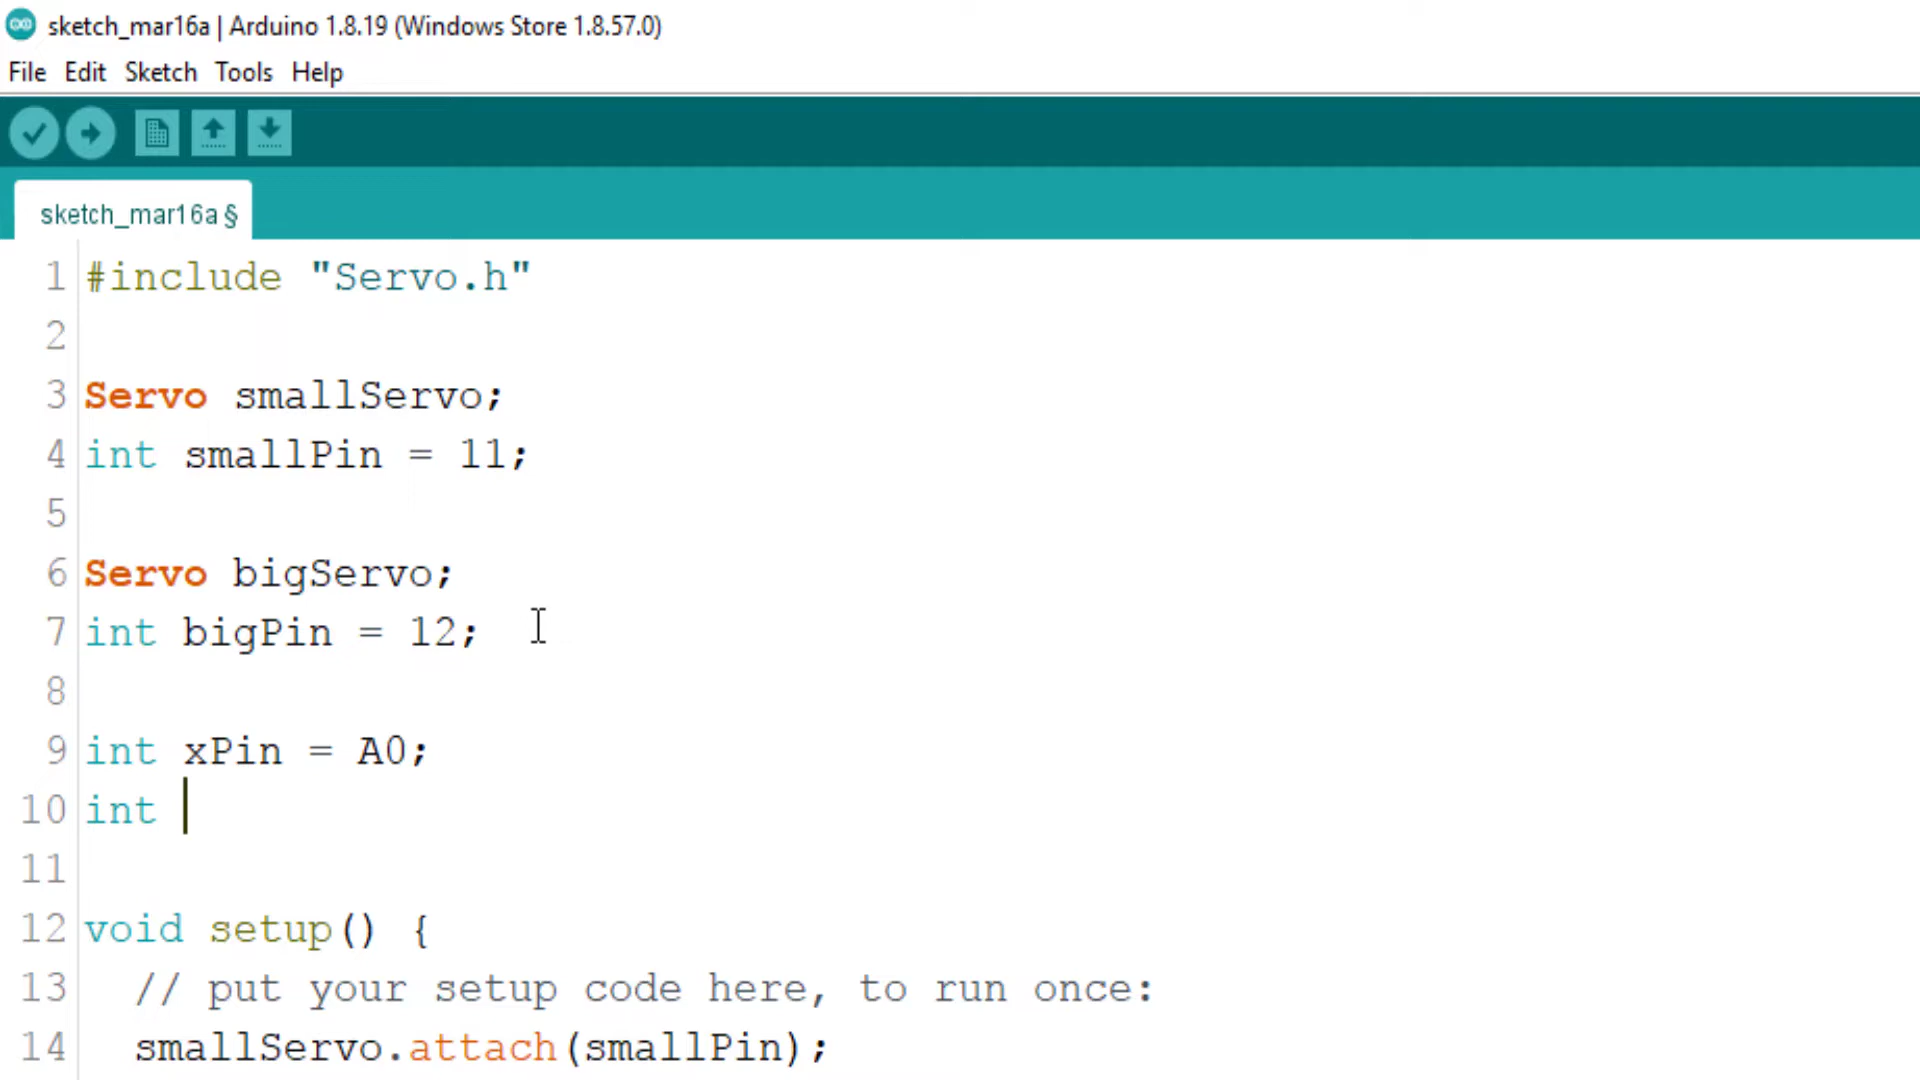 sketch_mar16a | Arduino 1.8.19 (Windows Store 1.8.57.0)
File Edit Sketch Tools Help
sketch_mar16a §
1 #include "Servo.h"
2
3 Servo smallServo;
4 int smallPin = 11;
5
6 Servo bigServo;
7 int bigPin = 12;
8
9 int xPin = A0;
10 int
11
12 void setup() {
13 // put your setup code here, to run once:
14 smallServo.attach(smallPin);